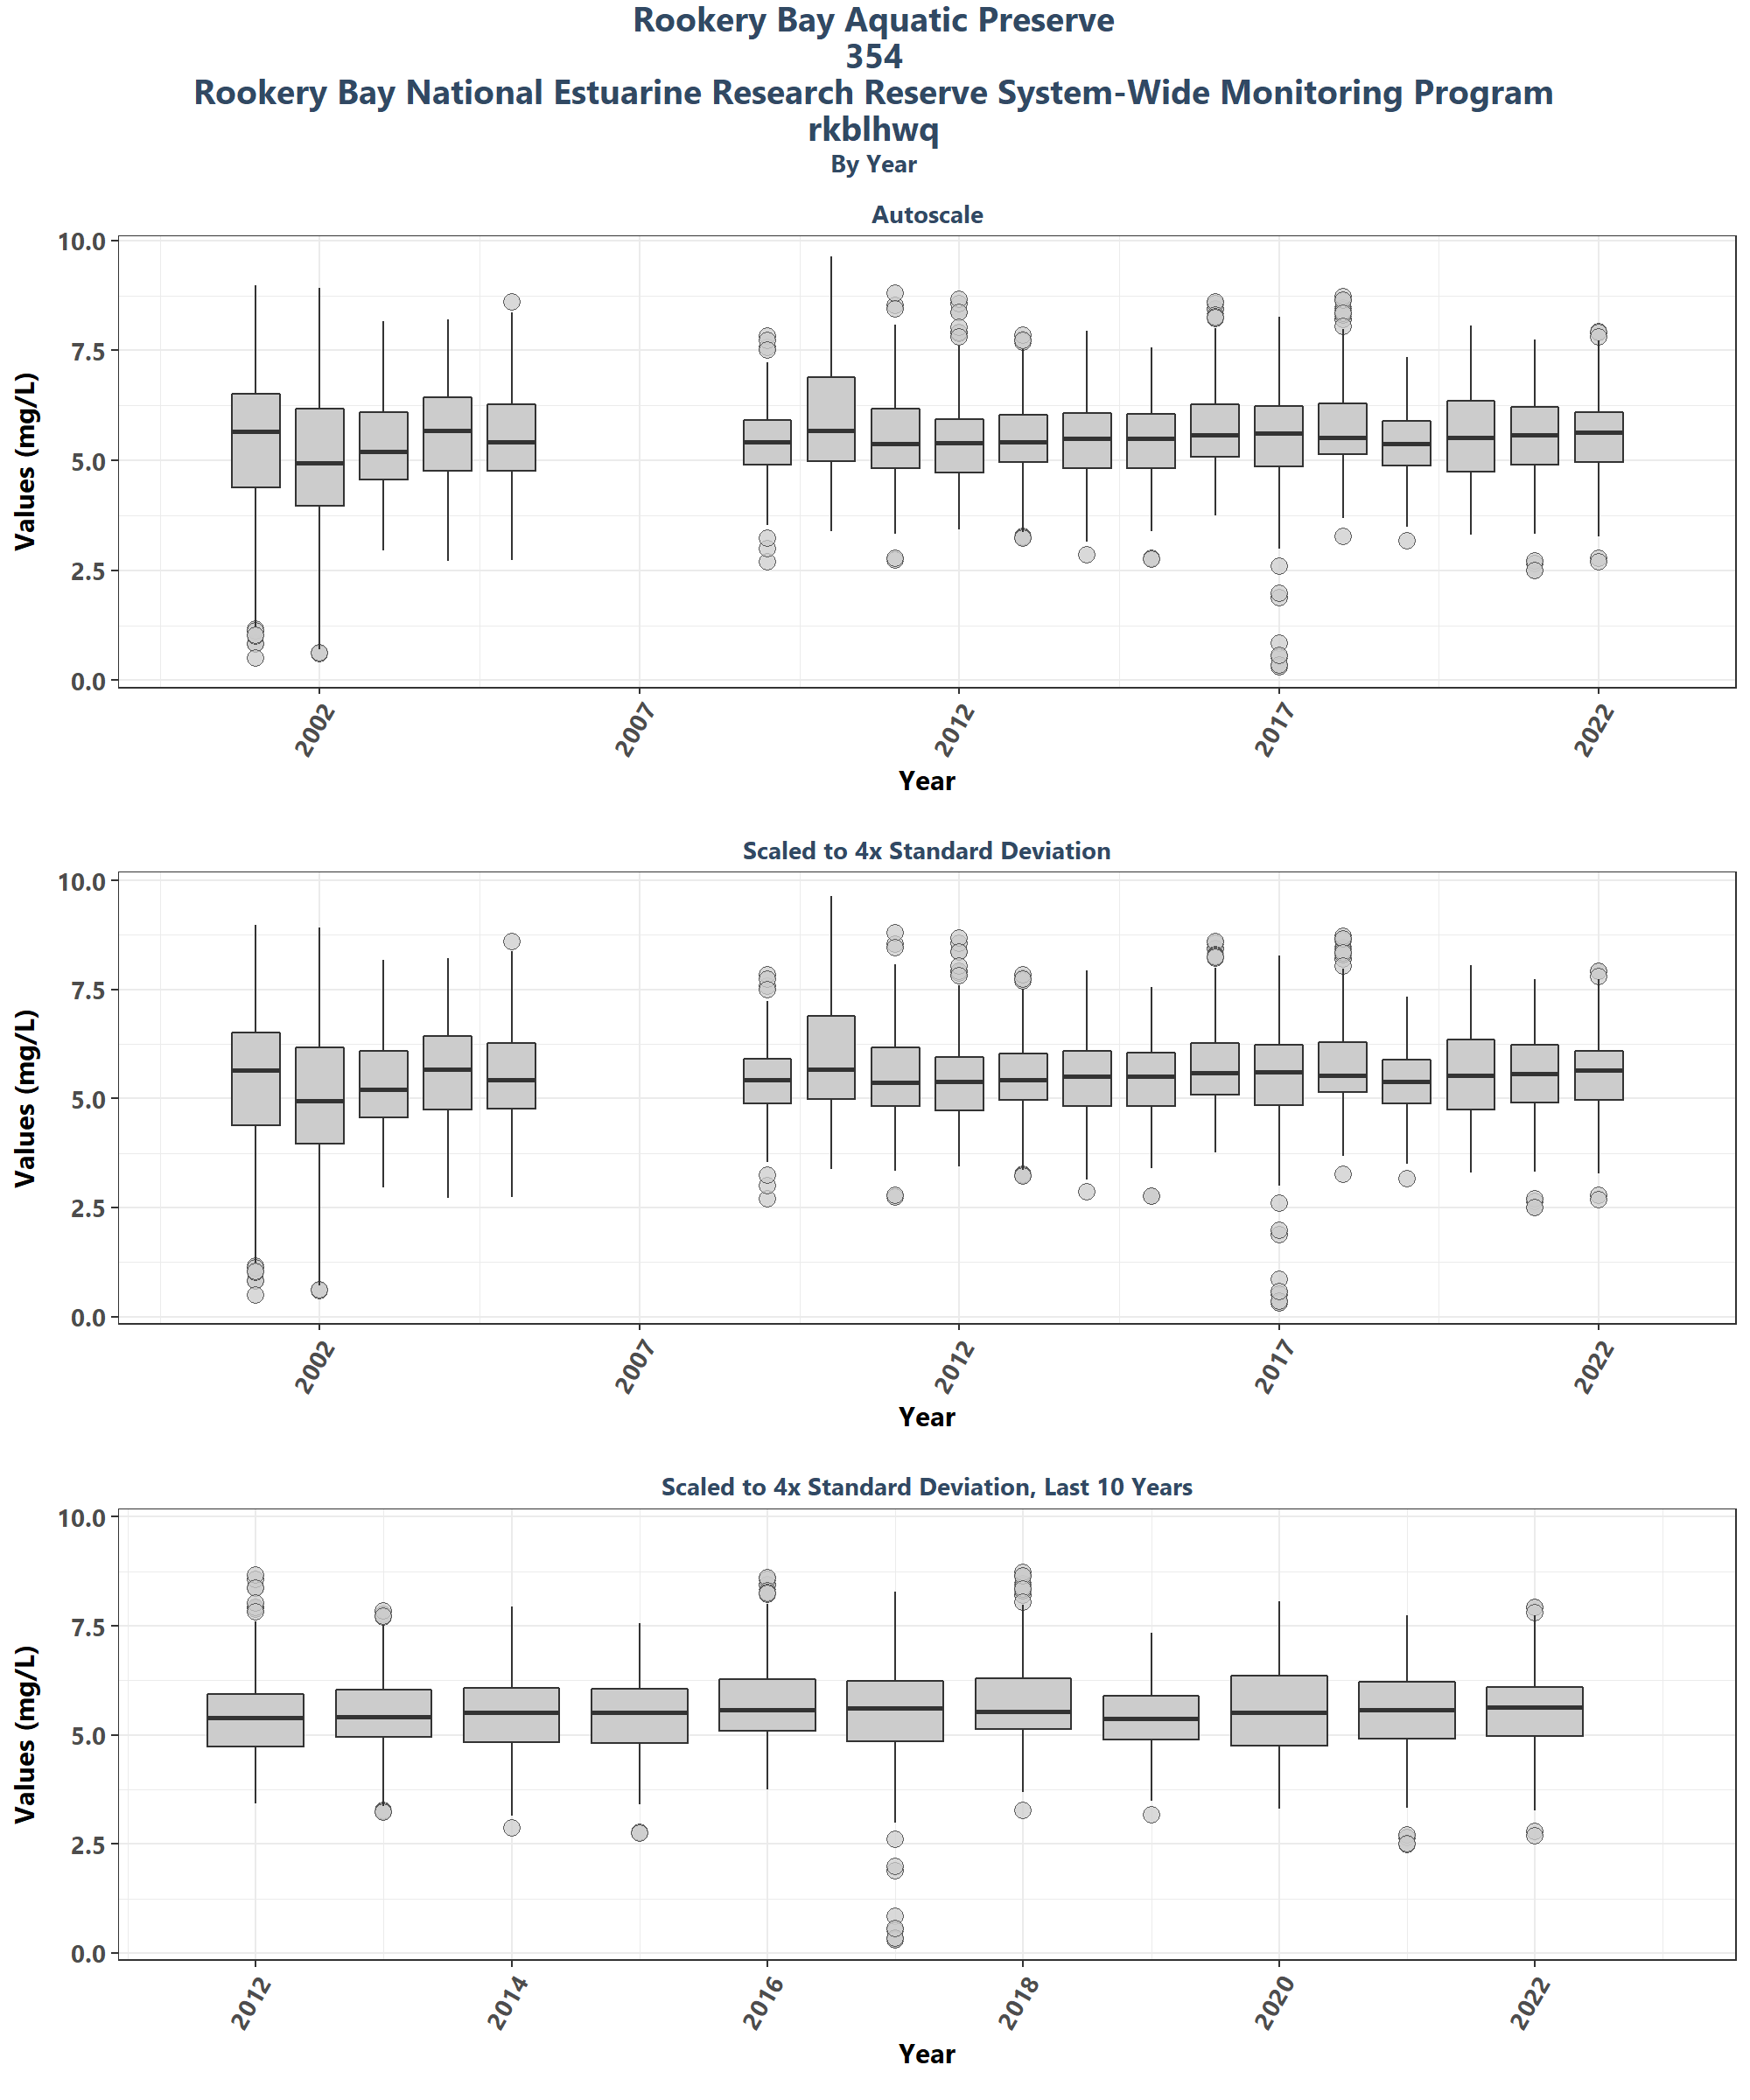 Rookery Bay Aquatic Preserve
354
Rookery Bay National Estuarine Research Reserve System-Wide Monitoring Program
rkblhwq
By Year
Autoscale
Values (mg/L)
10.0
7.5
5.0
2.5
0.0
2002 2007 2012 2017 2022
Year
Scaled to 4x Standard Deviation
Values (mg/L)
10.0
7.5
5.0
2.5
0.0
2002 2007 2012 2017 2022
Year
Scaled to 4x Standard Deviation, Last 10 Years
Values (mg/L)
10.0
7.5
5.0
2.5
0.0
2012 2014 2016 2018 2020 2022
Year